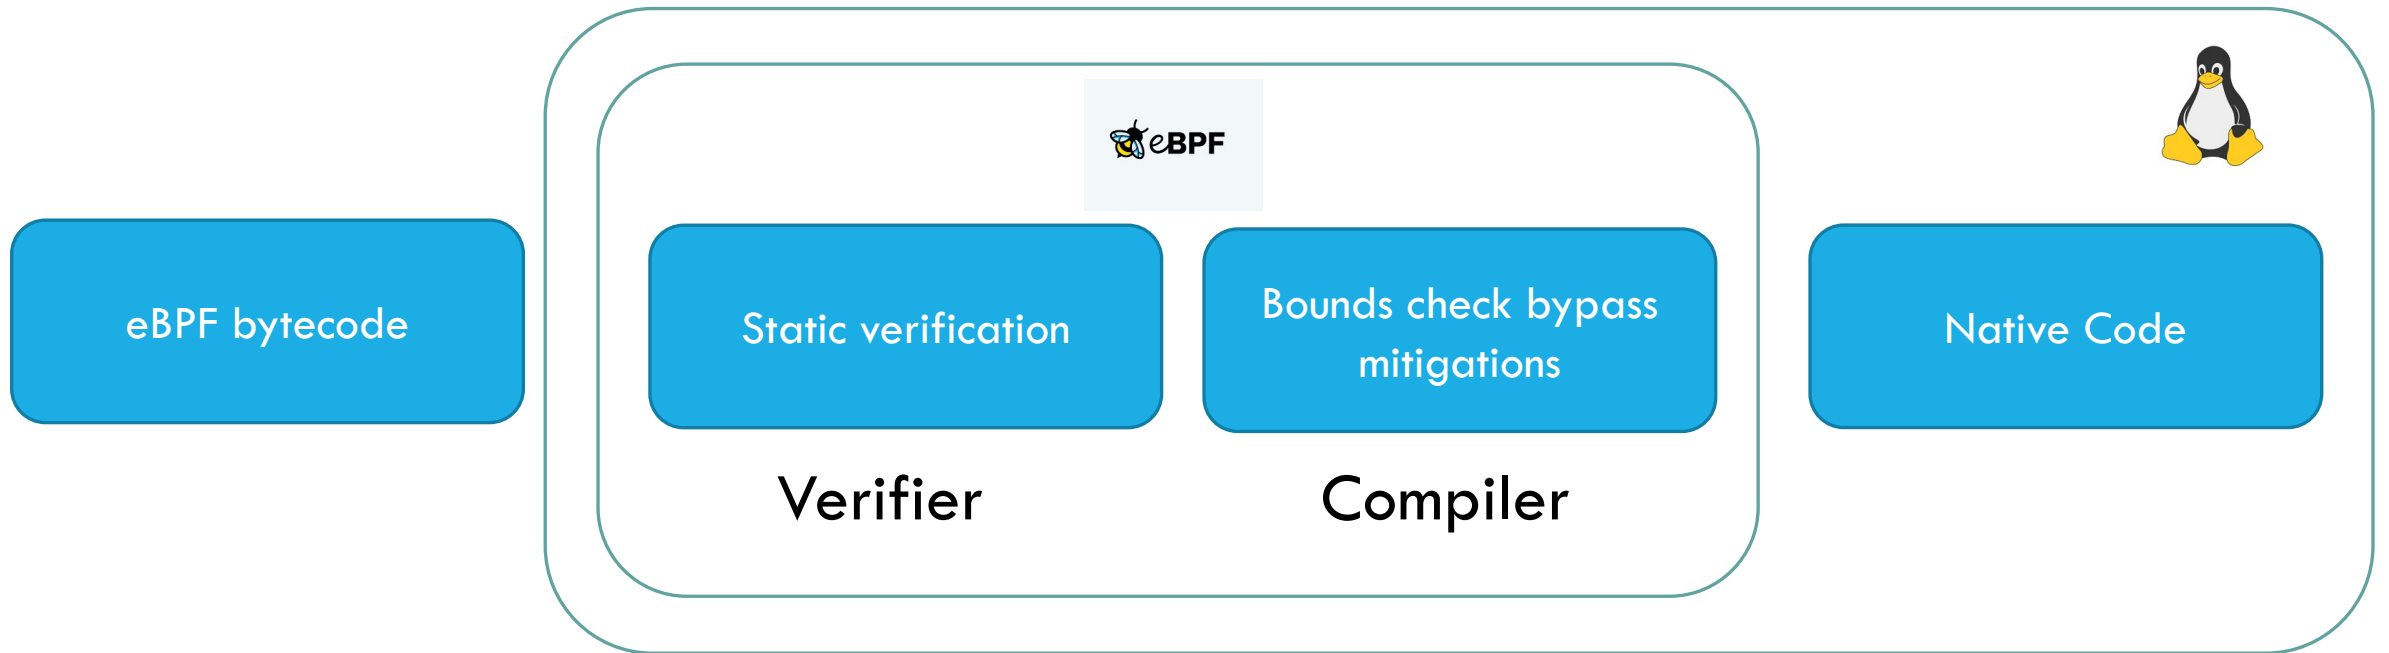 eBPF
eBPF bytecode
Static verification
Bounds check bypass
mitigations
Native Code
Verifier
Compiler